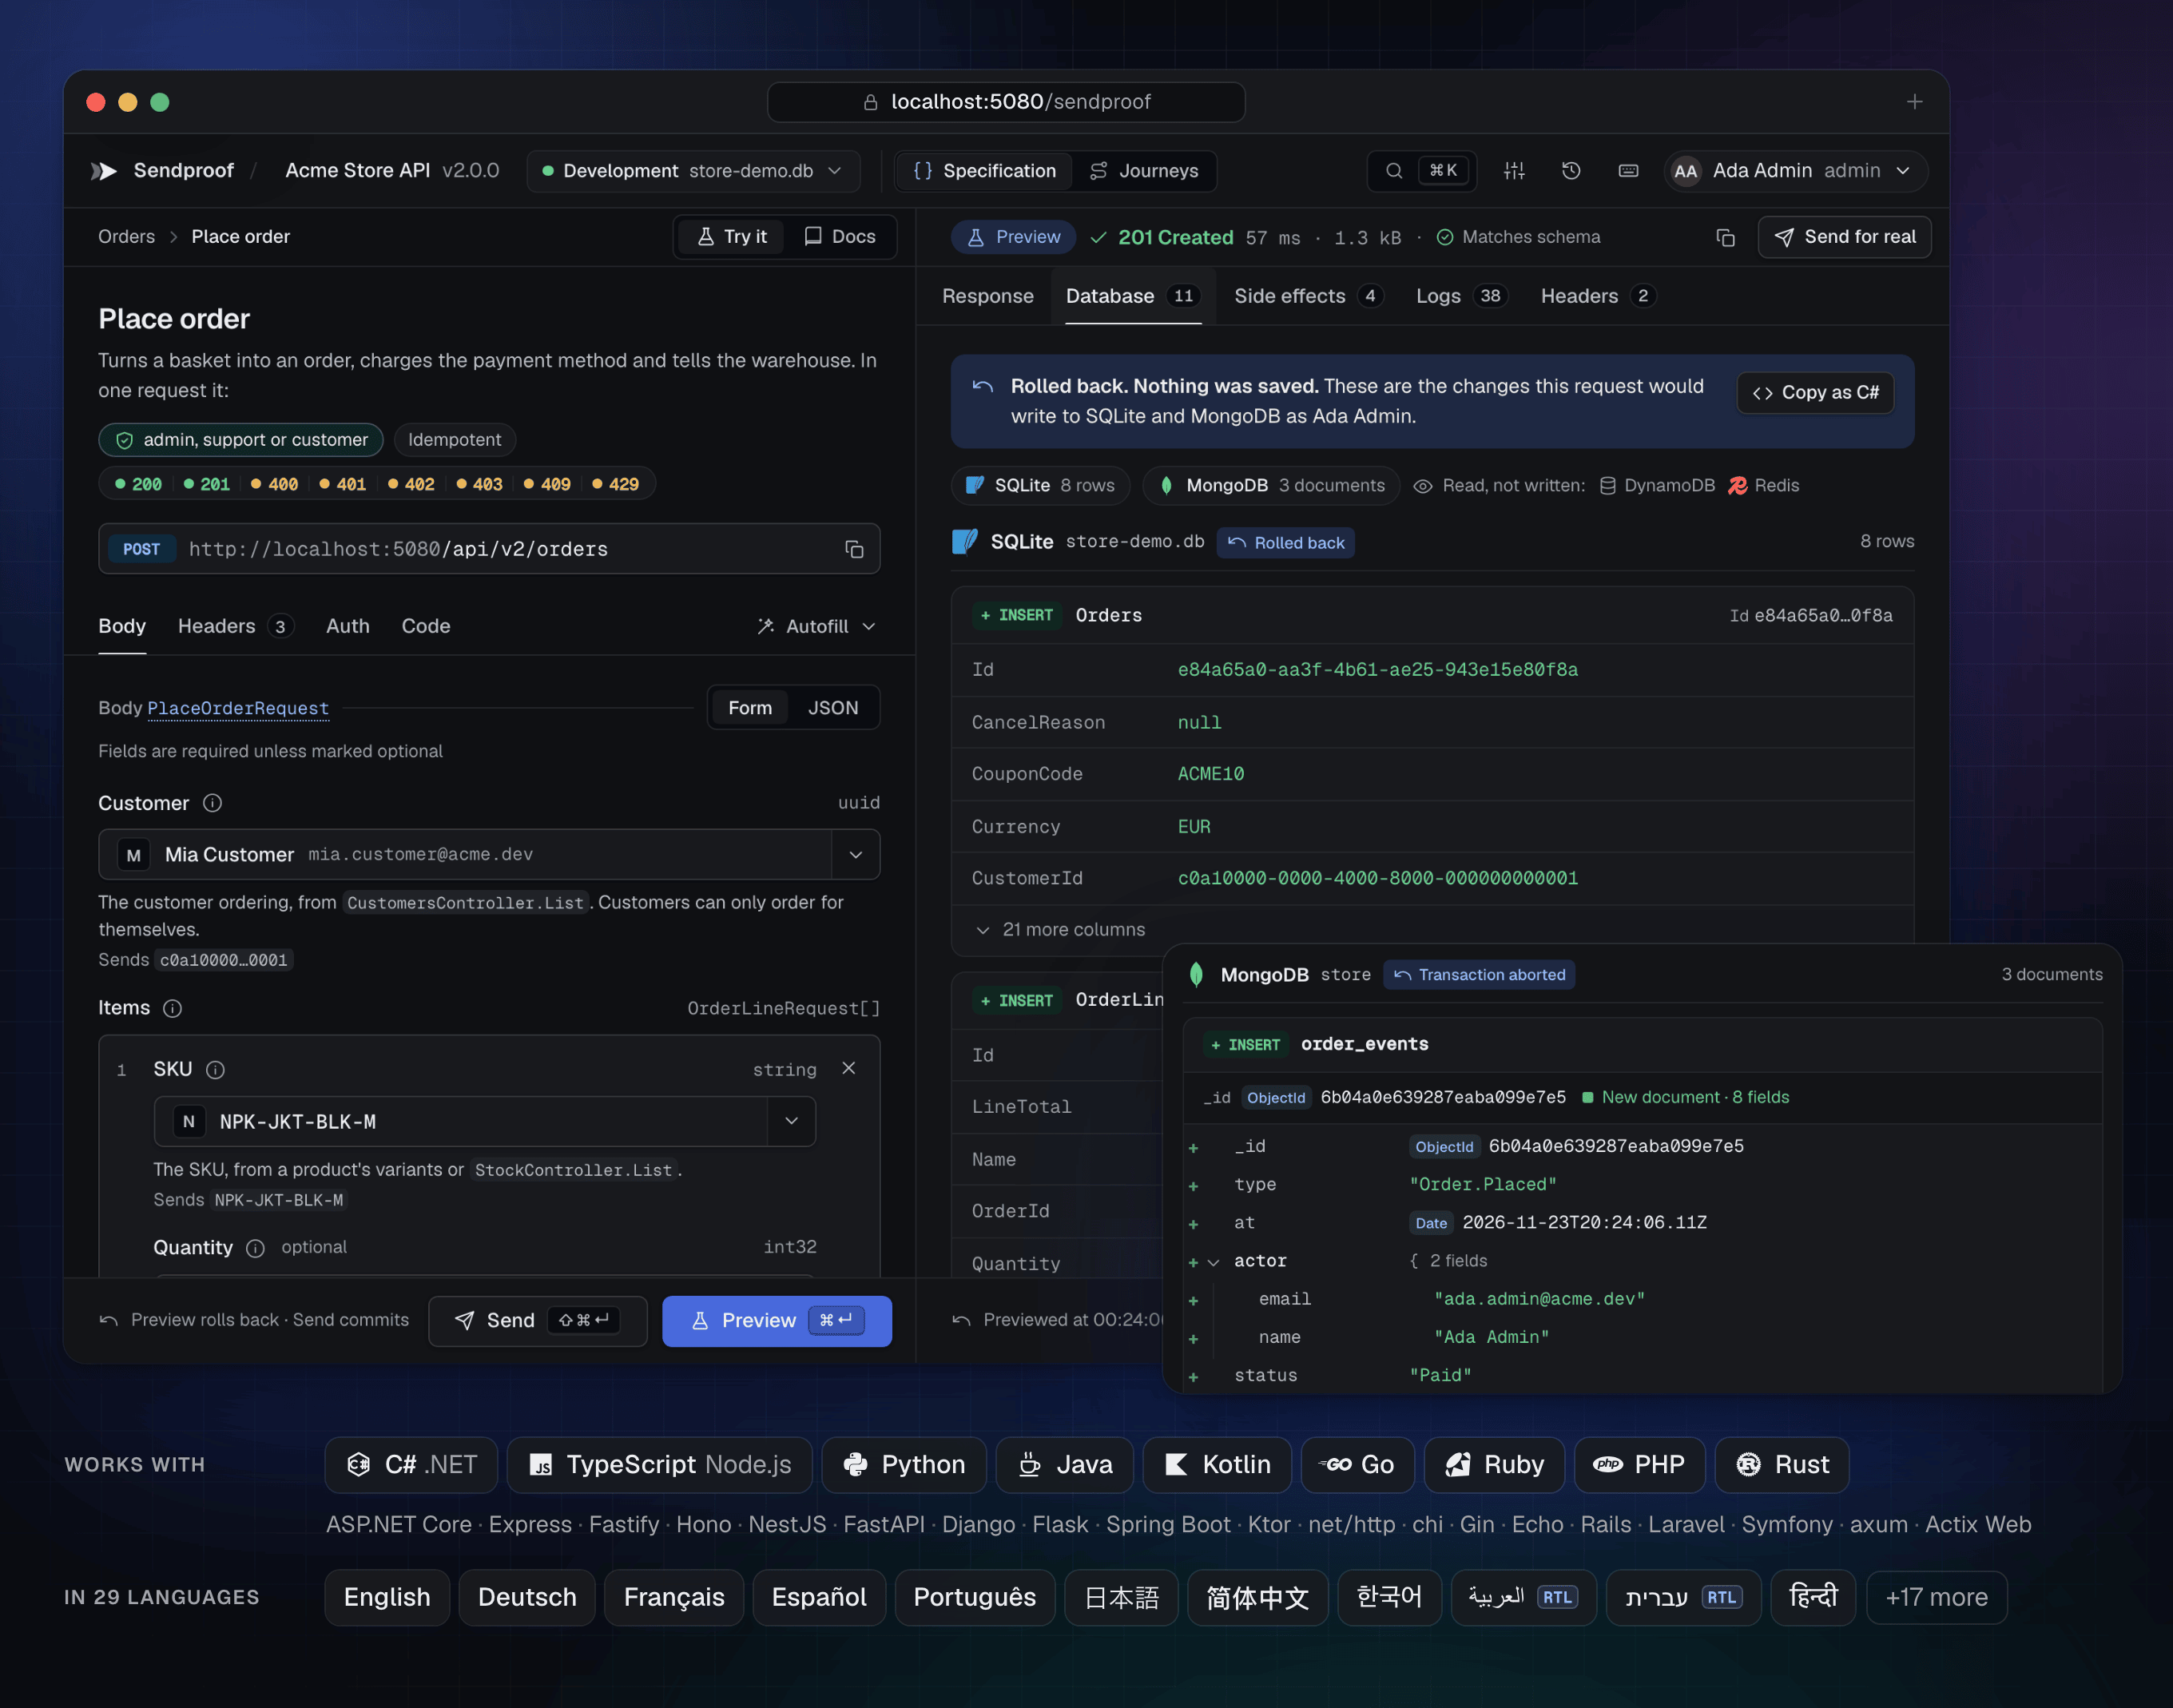 localhost:5080/sendproof
Sendproof / Acme Store API v2.0.0 Development store-demo.db {} Specification Journeys ⌘K AA Ada Admin admin
Orders > Place order Try it Docs
Place order
Turns a basket into an order, charges the payment method and tells the warehouse. In
one request it:
admin, support or customer Idempotent
200 201 400 401 402 403 409 429
POST http://localhost:5080/api/v2/orders
Body Headers 3 Auth Code Autofill
Body PlaceOrderRequest Form JSON
Fields are required unless marked optional
Customer uuid
M Mia Customer mia.customer@acme.dev
The customer ordering, from CustomersController.List. Customers can only order for
themselves.
Sends c0a10000…0001
Items OrderLineRequest[]
1 SKU string
N NPK-JKT-BLK-M
The SKU, from a product's variants or StockController.List.
Sends NPK-JKT-BLK-M
Quantity optional int32
Preview rolls back · Send commits Send ⇧⌘↵ Preview ⌘↵
Preview 201 Created 57 ms · 1.3 kB · Matches schema Send for real
Response Database 11 Side effects 4 Logs 38 Headers 2
Rolled back. Nothing was saved. These are the changes this request would
write to SQLite and MongoDB as Ada Admin.
<> Copy as C#
SQLite 8 rows MongoDB 3 documents Read, not written: DynamoDB Redis
SQLite store-demo.db Rolled back 8 rows
+ INSERT Orders Id e84a65a0…0f8a
Id e84a65a0-aa3f-4b61-ae25-943e15e80f8a
CancelReason null
CouponCode ACME10
Currency EUR
CustomerId c0a10000-0000-4000-8000-000000000001
21 more columns
+ INSERT OrderLin
Id
LineTotal
Name
OrderId
Quantity
Previewed at 00:24:0
MongoDB store Transaction aborted 3 documents
+ INSERT order_events
_id ObjectId 6b04a0e639287eaba099e7e5 New document · 8 fields
+ _id ObjectId 6b04a0e639287eaba099e7e5
+ type "Order.Placed"
+ at Date 2026-11-23T20:24:06.11Z
+ actor { 2 fields
+ email "ada.admin@acme.dev"
+ name "Ada Admin"
+ status "Paid"
WORKS WITH C# C# .NET JS TypeScript Node.js Python Java Kotlin GO Go Ruby php PHP R Rust
ASP.NET Core · Express · Fastify · Hono · NestJS · FastAPI · Django · Flask · Spring Boot · Ktor · net/http · chi · Gin · Echo · Rails · Laravel · Symfony · axum · Actix Web
IN 29 LANGUAGES English Deutsch Français Español Português 日本語 简体中文 한국어 العربية RTL עברית RTL हिन्दी +17 more